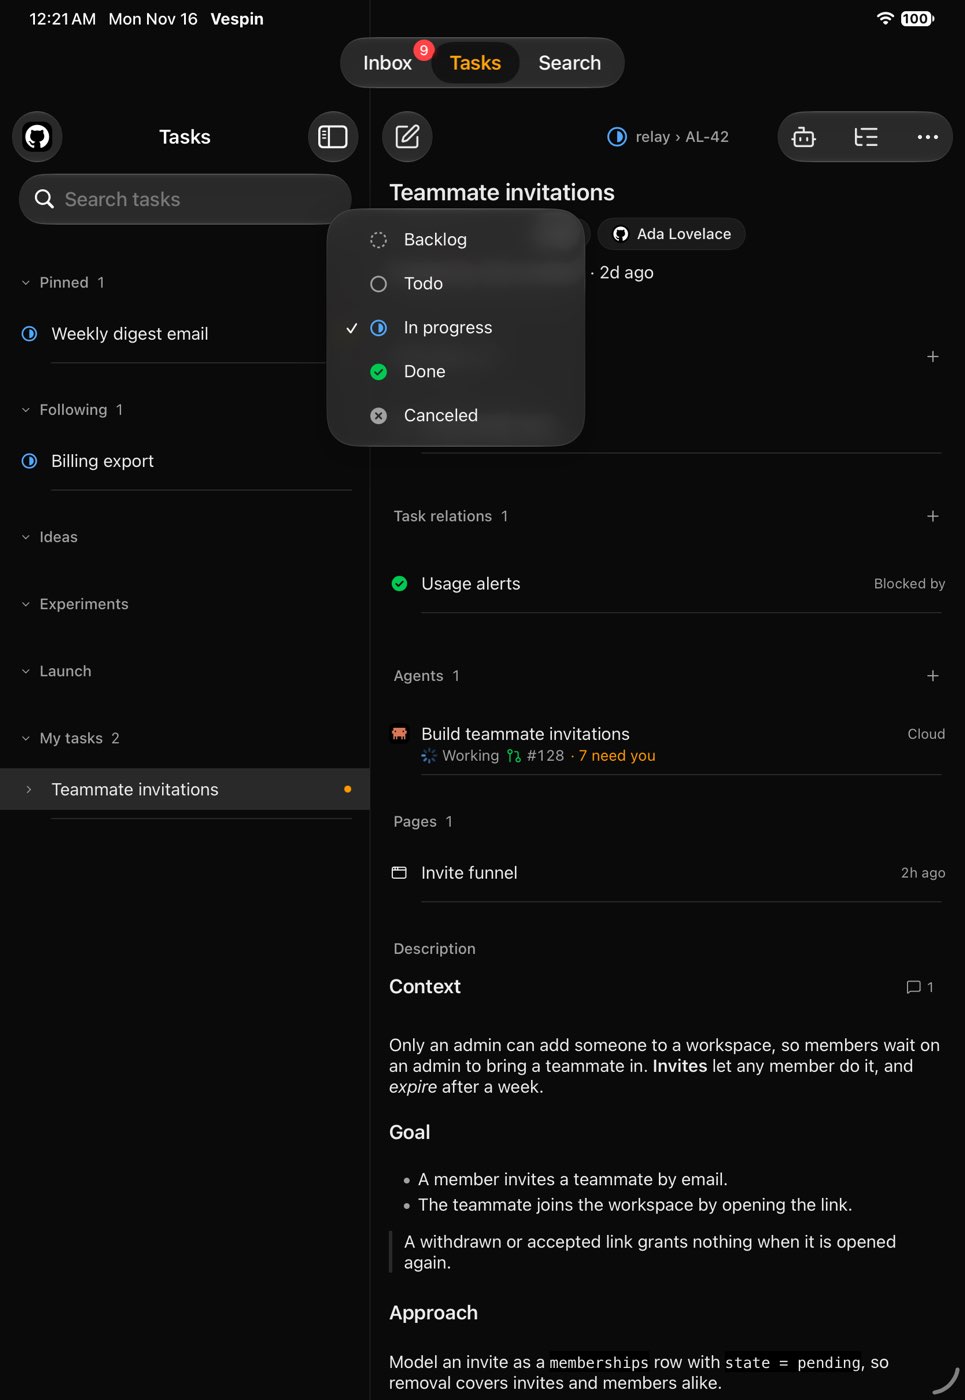 12:21 AM Mon Nov 16 Vespin
100
Inbox 9 Tasks Search
Tasks
relay › AL-42
Search tasks
Teammate invitations
Ada Lovelace
· 2d ago
Backlog
Todo
In progress
Done
Canceled
Pinned 1
Weekly digest email
Following 1
Billing export
Ideas
Experiments
Launch
My tasks 2
Teammate invitations
Task relations 1
Usage alerts Blocked by
Agents 1
Build teammate invitations Cloud
Working #128 · 7 need you
Pages 1
Invite funnel 2h ago
Description
Context 1
Only an admin can add someone to a workspace, so members wait on
an admin to bring a teammate in. Invites let any member do it, and
expire after a week.
Goal
• A member invites a teammate by email.
• The teammate joins the workspace by opening the link.
A withdrawn or accepted link grants nothing when it is opened
again.
Approach
Model an invite as a memberships row with state = pending, so
removal covers invites and members alike.